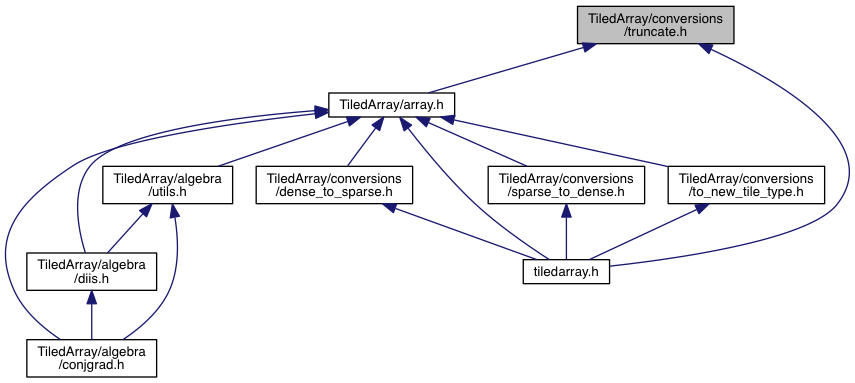 TiledArray/conversions
/truncate.h
TiledArray/array.h
TiledArray/algebra
/utils.h
TiledArray/conversions
/dense_to_sparse.h
TiledArray/conversions
/sparse_to_dense.h
TiledArray/conversions
/to_new_tile_type.h
TiledArray/algebra
/diis.h
tiledarray.h
TiledArray/algebra
/conjgrad.h